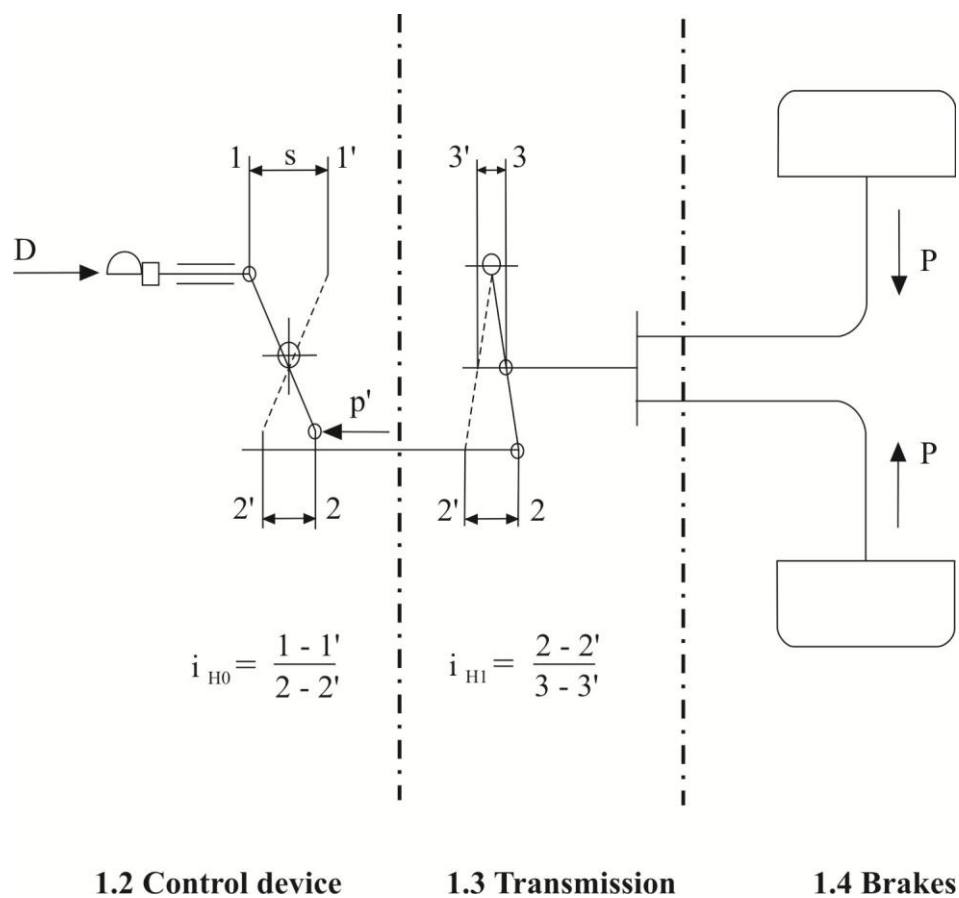 1 s 1' 3' 3
D
P
p'
P
2' 2 2' 2
i H0 = 1 - 1' / 2 - 2' i H1 = 2 - 2' / 3 - 3'
1.2 Control device 1.3 Transmission 1.4 Brakes